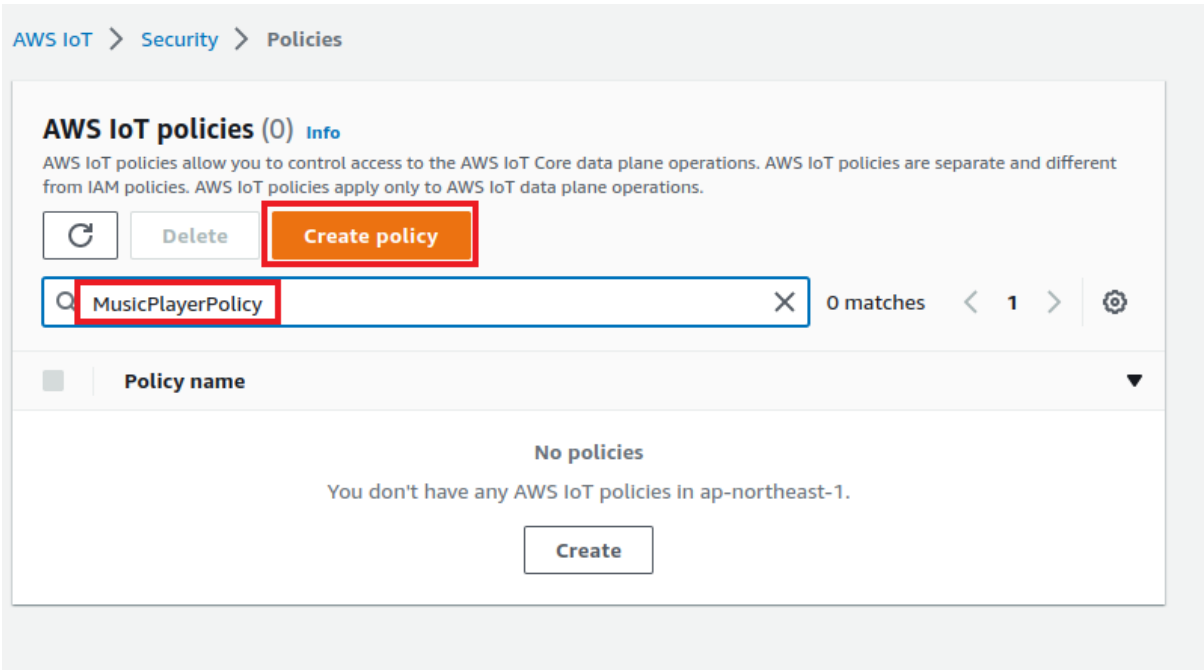 AWS IoT > Security > Policies
AWS IoT policies (0) Info
AWS IoT policies allow you to control access to the AWS IoT Core data plane operations. AWS IoT policies are separate and different
from IAM policies. AWS IoT policies apply only to AWS IoT data plane operations.
Delete Create policy
MusicPlayerPolicy 0 matches < 1 >
Policy name
No policies
You don't have any AWS IoT policies in ap-northeast-1.
Create